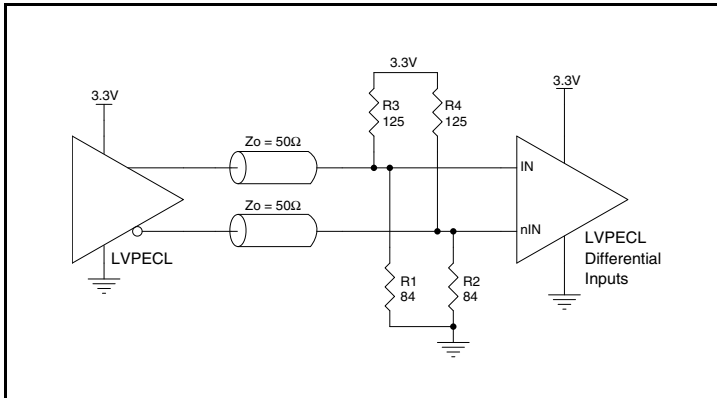 3.3V
3.3V
3.3V
R3
125
R4
125
Zo = 50Ω
IN
Zo = 50Ω
nIN
LVPECL
LVPECL
Differential
Inputs
R1
84
R2
84